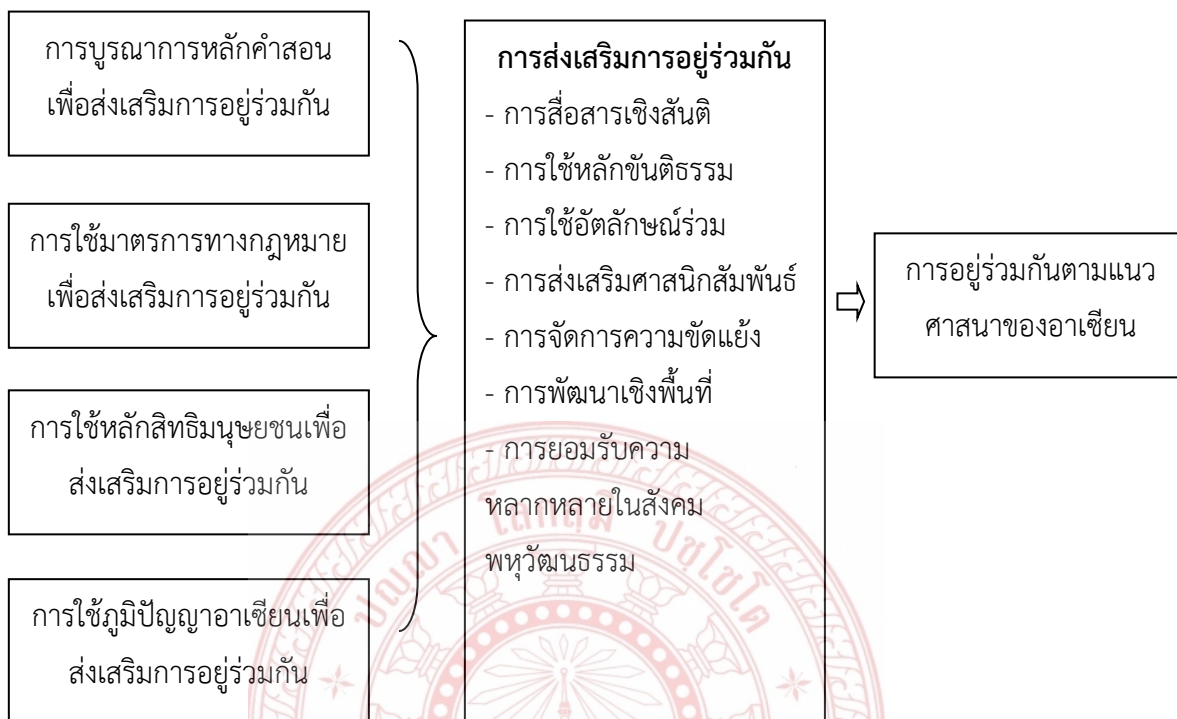 การบูรณาการหลักคำสอน
เพื่อส่งเสริมการอยู่ร่วมกัน
การใช้มาตรการทางกฎหมาย
เพื่อส่งเสริมการอยู่ร่วมกัน
การใช้หลักสิทธิมนุษยชนเพื่อ
ส่งเสริมการอยู่ร่วมกัน
การใช้ภูมิปัญญาอาเซียนเพื่อ
ส่งเสริมการอยู่ร่วมกัน
การส่งเสริมการอยู่ร่วมกัน
- การสื่อสารเชิงสันติ
- การใช้หลักขันติธรรม
- การใช้อัตลักษณ์ร่วม
- การส่งเสริมศาสนิกสัมพันธ์
- การจัดการความขัดแย้ง
- การพัฒนาเชิงพื้นที่
- การยอมรับความ
หลากหลายในสังคม
พหุวัฒนธรรม
การอยู่ร่วมกันตามแนว
ศาสนาของอาเซียน
ปญฺญา โลกสฺมิ ปชฺโชโต